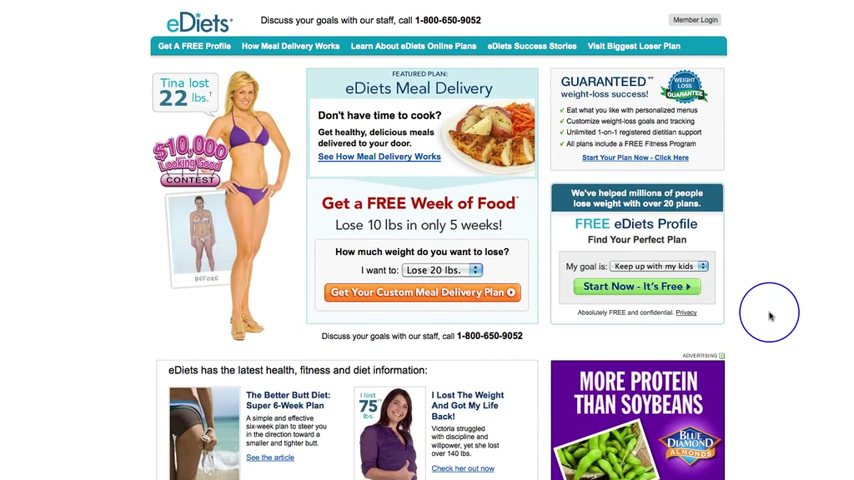 eDiets®
Discuss your goals with our staff, call 1-800-650-9052
Member Login
Get A FREE Profile
How Meal Delivery Works
Learn About eDiets Online Plans
eDiets Success Stories
Visit Biggest Loser Plan
Tina lost
22 lbs.†
$10,000
Looking Good
CONTEST
BEFORE
FEATURED PLAN:
eDiets Meal Delivery
Don't have time to cook?
Get healthy, delicious meals
delivered to your door.
See How Meal Delivery Works
Get a FREE Week of Food*
Lose 10 lbs in only 5 weeks!
How much weight do you want to lose?
I want to: Lose 20 lbs.
Get Your Custom Meal Delivery Plan
Discuss your goals with our staff, call 1-800-650-9052
GUARANTEED**
weight-loss success!
WEIGHT
LOSS
GUARANTEE
Eat what you like with personalized menus
Customize weight-loss goals and tracking
Unlimited 1-on-1 registered dietitian support
All plans include a FREE Fitness Program
Start Your Plan Now - Click Here
We've helped millions of people
lose weight with over 20 plans.
FREE eDiets Profile
Find Your Perfect Plan
My goal is: Keep up with my kids
Start Now - It's Free
Absolutely FREE and confidential. Privacy
eDiets has the latest health, fitness and diet information:
The Better Butt Diet:
Super 6-Week Plan
A simple and effective
six-week plan to steer you
in the direction toward a
smaller and tighter butt.
See the article
I lost
75
lbs.
I Lost The Weight
And Got My Life
Back!
Victoria struggled
with discipline and
willpower, yet she lost
over 140 lbs.
Check her out now
ADVERTISING
MORE PROTEIN
THAN SOYBEANS
BLUE
DIAMOND
ALMONDS